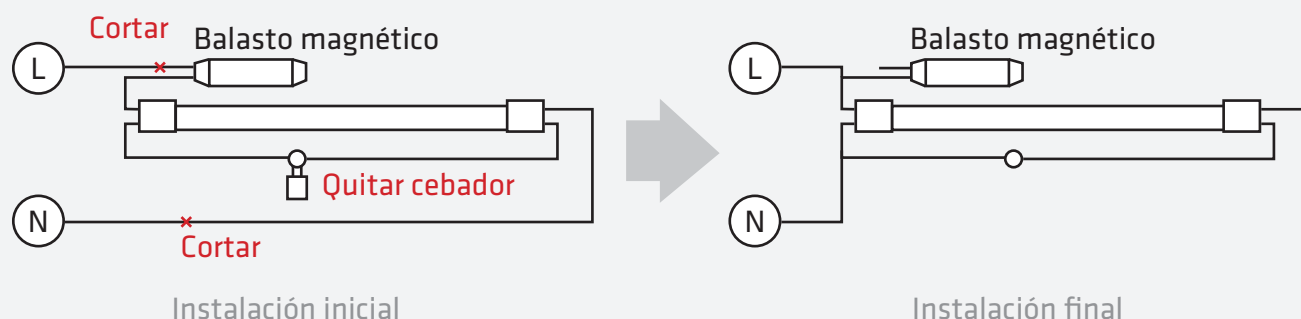 Cortar
Balasto magnético
L
Quitar cebador
N
Cortar
Instalación inicial
Balasto magnético
L
N
Instalación final